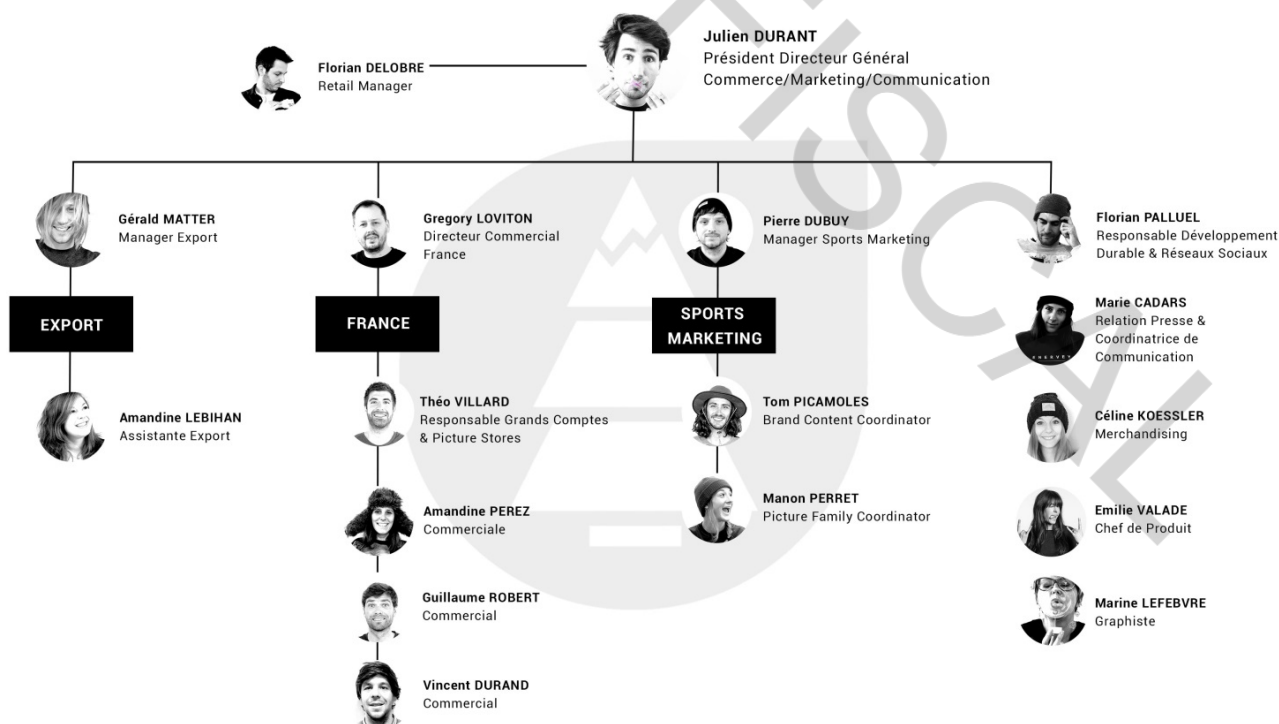 Julien DURANT
Président Directeur Général
Commerce/Marketing/Communication
Florian DELOBRE
Retail Manager
Gérald MATTER
Manager Export
EXPORT
Amandine LEBIHAN
Assistante Export
Gregory LOVITON
Directeur Commercial
France
FRANCE
Théo VILLARD
Responsable Grands Comptes
& Picture Stores
Amandine PEREZ
Commerciale
Guillaume ROBERT
Commercial
Vincent DURAND
Commercial
Pierre DUBUY
Manager Sports Marketing
SPORTS
MARKETING
Tom PICAMOLES
Brand Content Coordinator
Manon PERRET
Picture Family Coordinator
Florian PALLUEL
Responsable Développement
Durable & Réseaux Sociaux
Marie CADARS
Relation Presse &
Coordinatrice de
Communication
Céline KOESSLER
Merchandising
Emilie VALADE
Chef de Produit
Marine LEFEBVRE
Graphiste
FISCAL